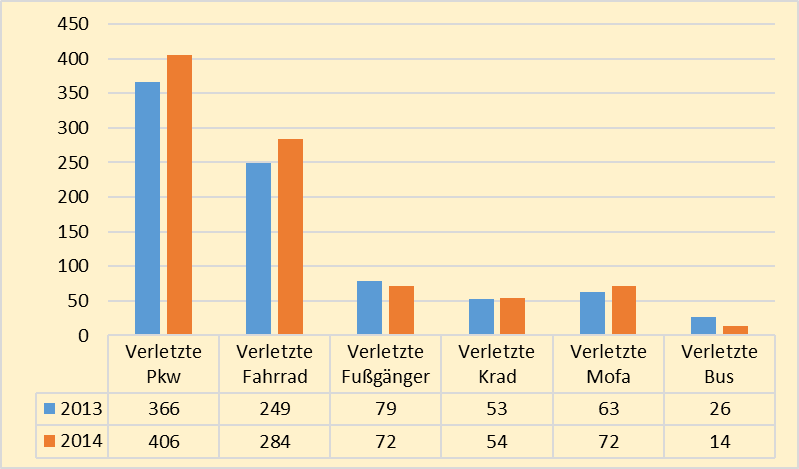 450
400
350
300
250
200
150
100
50
0
Verletzte Verletzte Verletzte Verletzte Verletzte Verletzte
Pkw Fahrrad Fußgänger Krad Mofa Bus
2013 366 249 79 53 63 26
2014 406 284 72 54 72 14